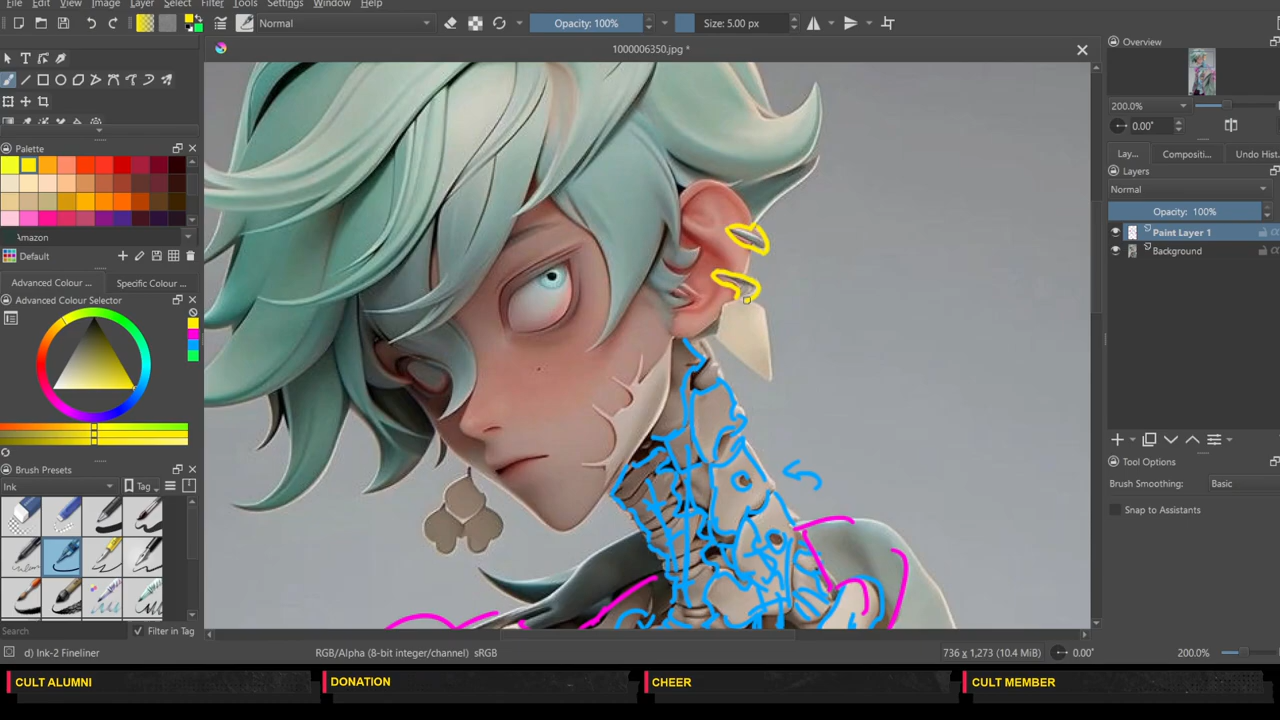 File Edit View Image Layer Select Filter Tools Settings Window Help
Normal
Opacity: 100%
Size: 5.00 px
1000006350.jpg *
Overview
200.0%
0.00°
Lay...
Compositi...
Undo Hist.
Layers
Normal
Opacity: 100%
Paint Layer 1
Background
Tool Options
Brush Smoothing: Basic
Snap to Assistants
Palette
Amazon
Default
Advanced Colour ...
Specific Colour ...
Advanced Colour Selector
Brush Presets
Ink
Tag
Search
Filter in Tag
d) Ink-2 Fineliner
RGB/Alpha (8-bit integer/channel) sRGB
736 x 1,273 (10.4 MiB)
0.00°
200.0%
CULT ALUMNI
DONATION
CHEER
CULT MEMBER